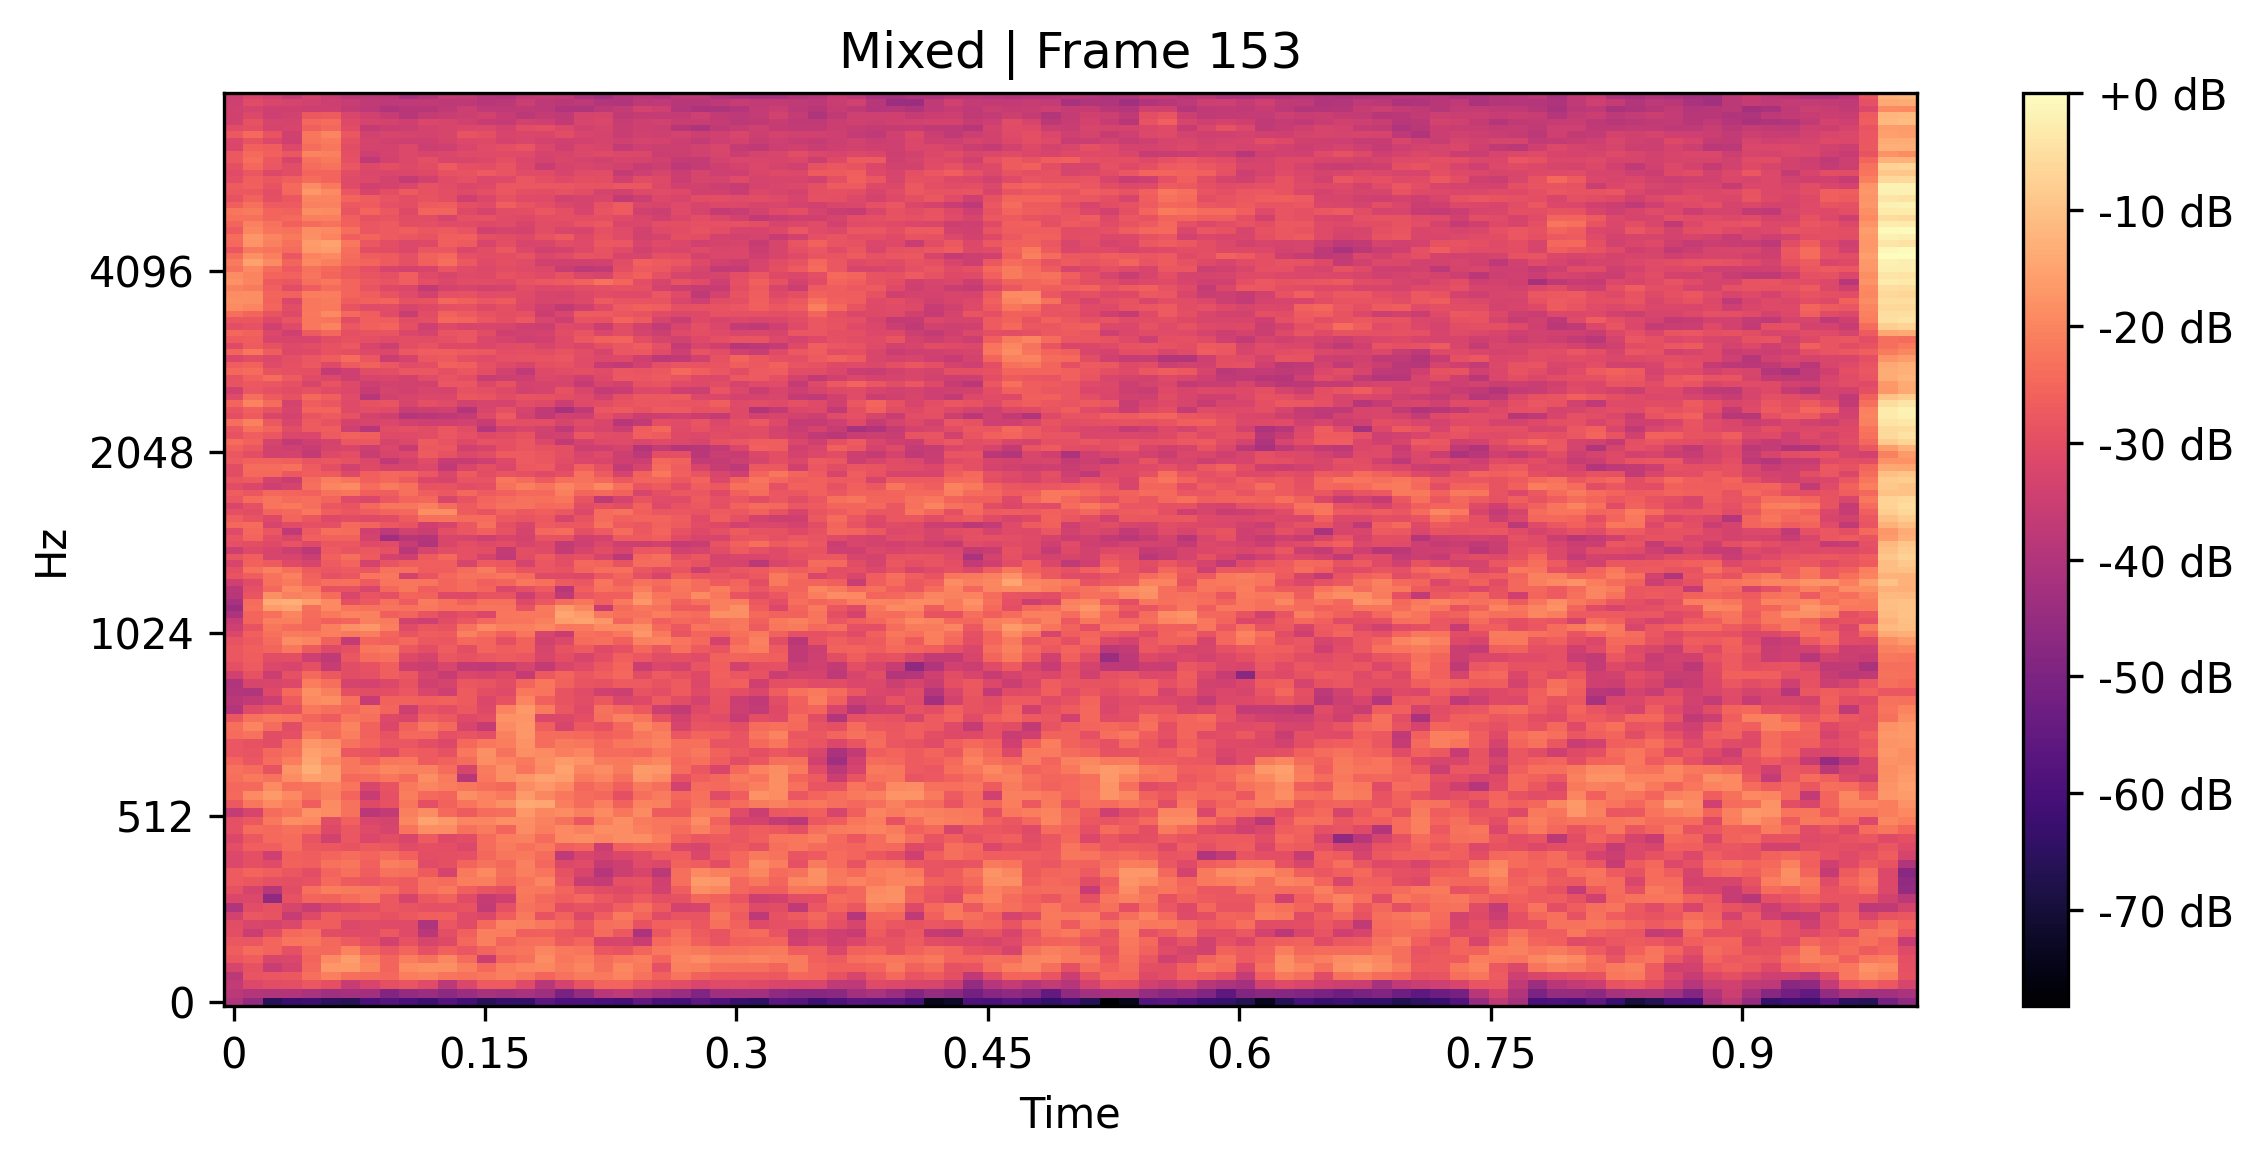 Mixed | Frame 153
+0 dB
-10 dB
-20 dB
-30 dB
-40 dB
-50 dB
-60 dB
-70 dB
Hz
4096
2048
1024
512
0
0 0.15 0.3 0.45 0.6 0.75 0.9
Time